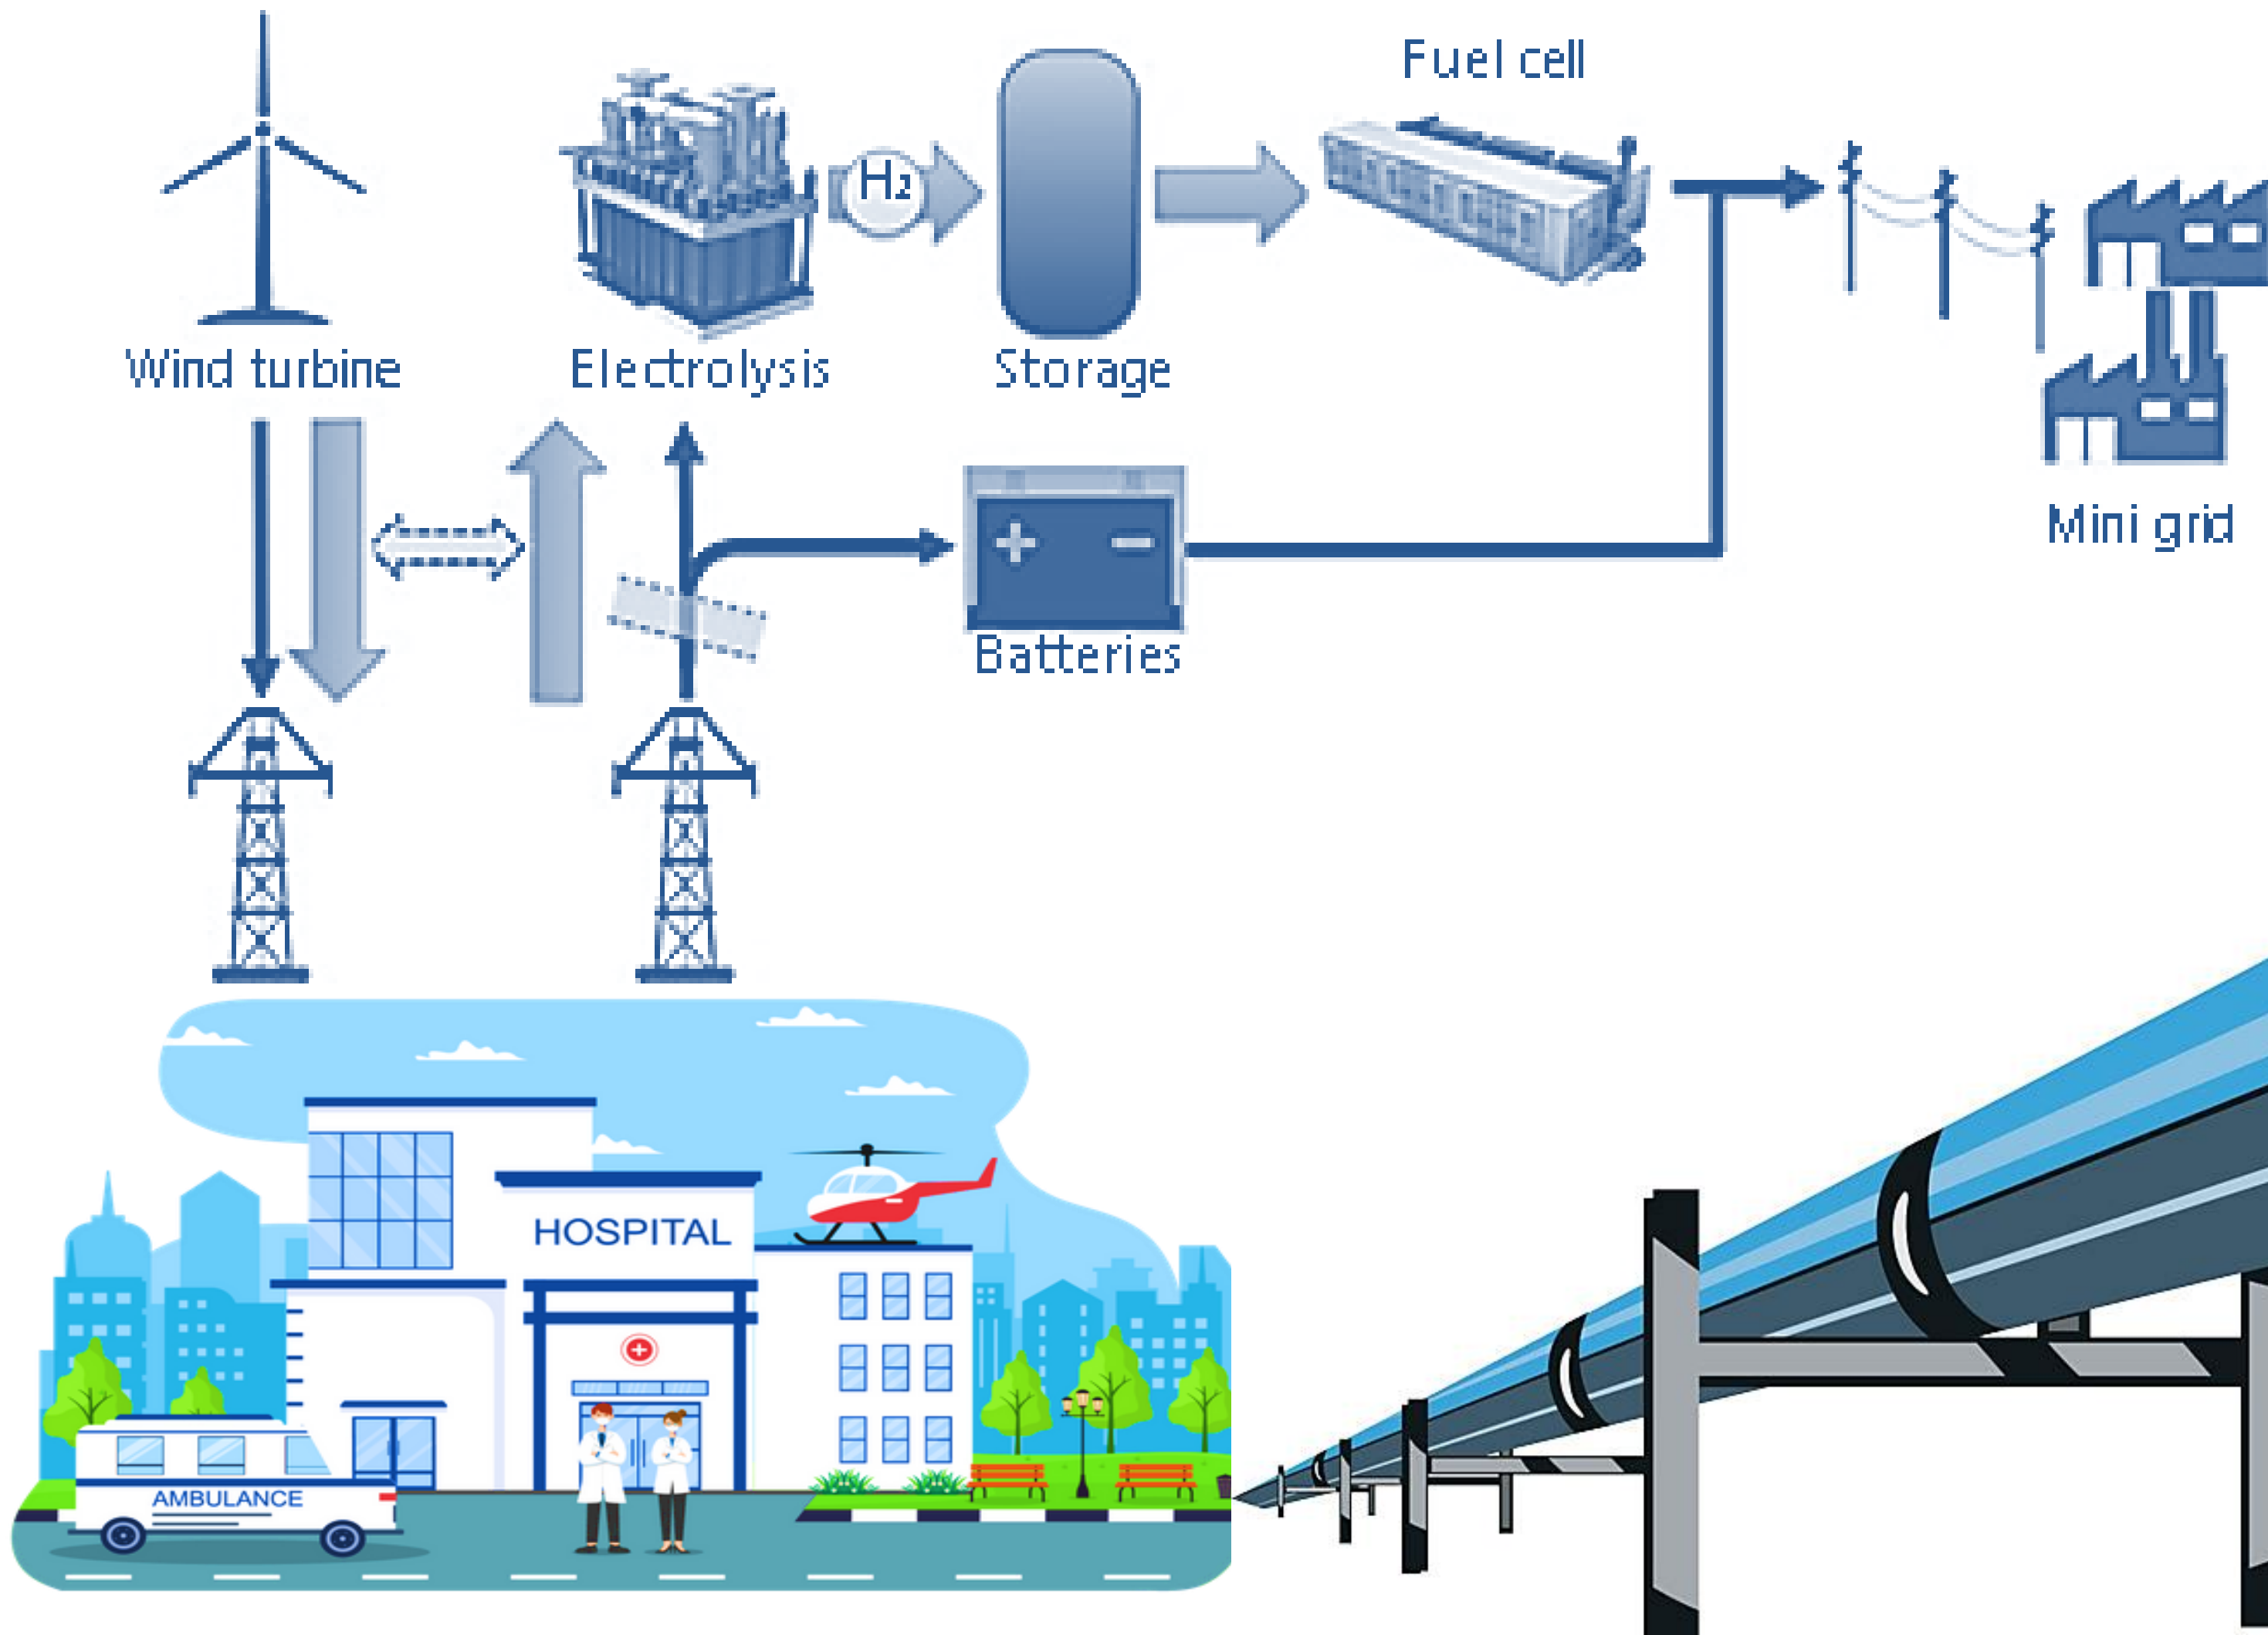 Fuel cell
H₂
Wind turbine
Electrolysis
Storage
Mini grid
+ −
Batteries
HOSPITAL
AMBULANCE